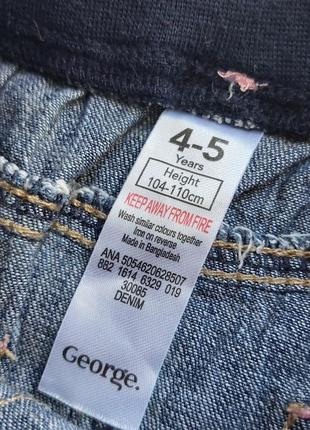 4-5
Years
Height
104-110cm
KEEP AWAY FROM FIRE
Wash similar colours together
Iron on reverse
Made in Bangladesh
ANA 5054620628507
882 1614 6329 019
30085
DENIM
George.